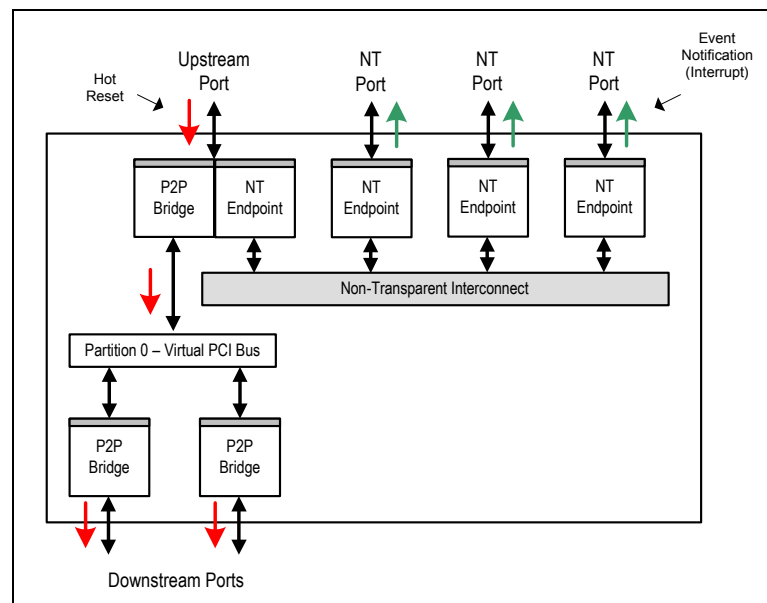 Hot
Reset
Upstream
Port
NT
Port
NT
Port
NT
Port
Event
Notification
(Interrupt)
P2P
Bridge
NT
Endpoint
NT
Endpoint
NT
Endpoint
NT
Endpoint
Non-Transparent Interconnect
Partition 0 – Virtual PCI Bus
P2P
Bridge
P2P
Bridge
Downstream Ports